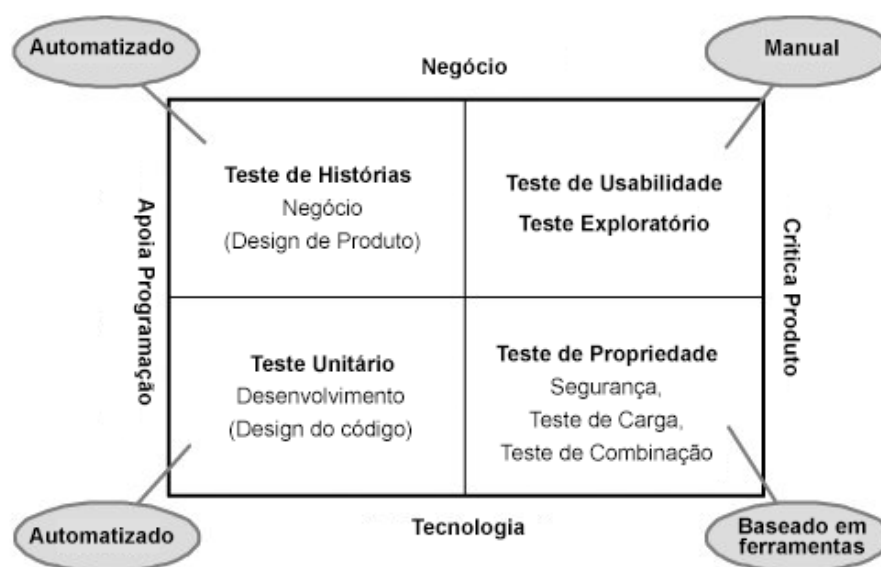 Automatizado
Manual
Negócio
Apoia Programação
Teste de Histórias
Negócio
(Design de Produto)
Teste de Usabilidade
Teste Exploratório
Critica Produto
Teste Unitário
Desenvolvimento
(Design do código)
Teste de Propriedade
Segurança,
Teste de Carga,
Teste de Combinação
Automatizado
Tecnologia
Baseado em
ferramentas